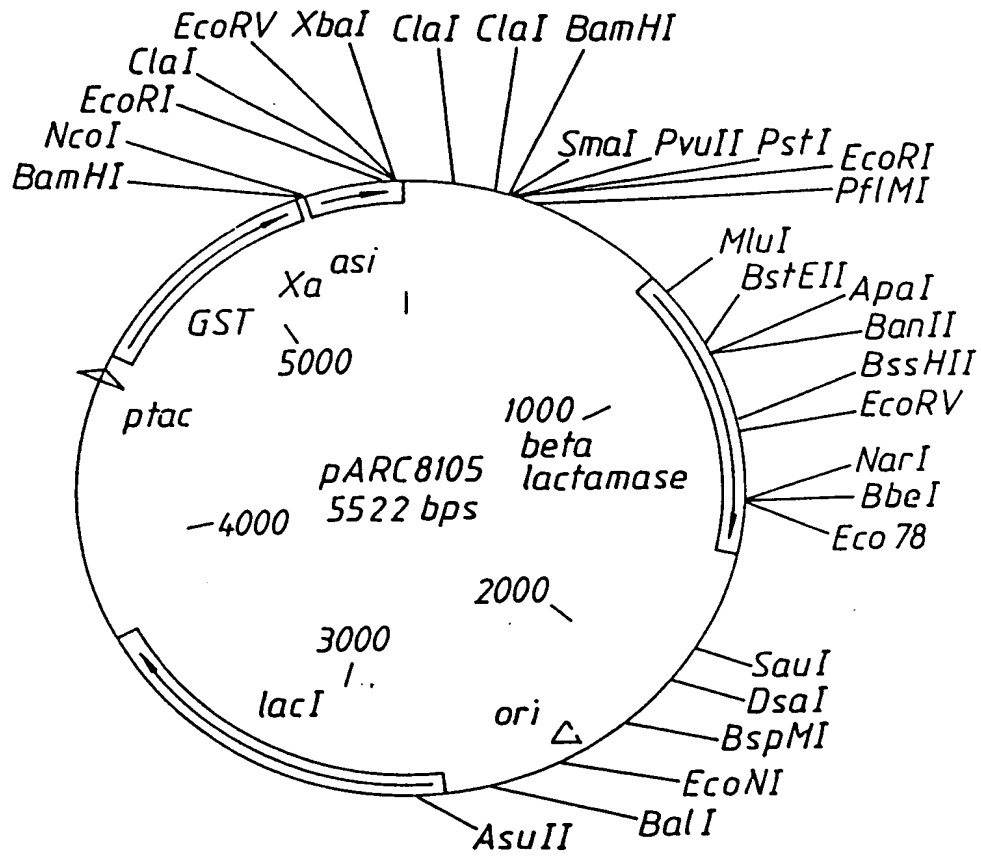 EcoRV XbaI ClaI ClaI BamHI
ClaI
EcoRI
NcoI
BamHI
SmaI PvuII PstI
EcoRI
PflMI
MluI
BstEII
ApaI
BanII
BssHII
EcoRV
NarI
BbeI
Eco78
SauI
DsaI
BspMI
EcoNI
BalI
AsuII
asi
Xa
GST
5000
ptac
1000
beta
lactamase
pARC8105
5522 bps
4000
2000
3000
lacI
ori